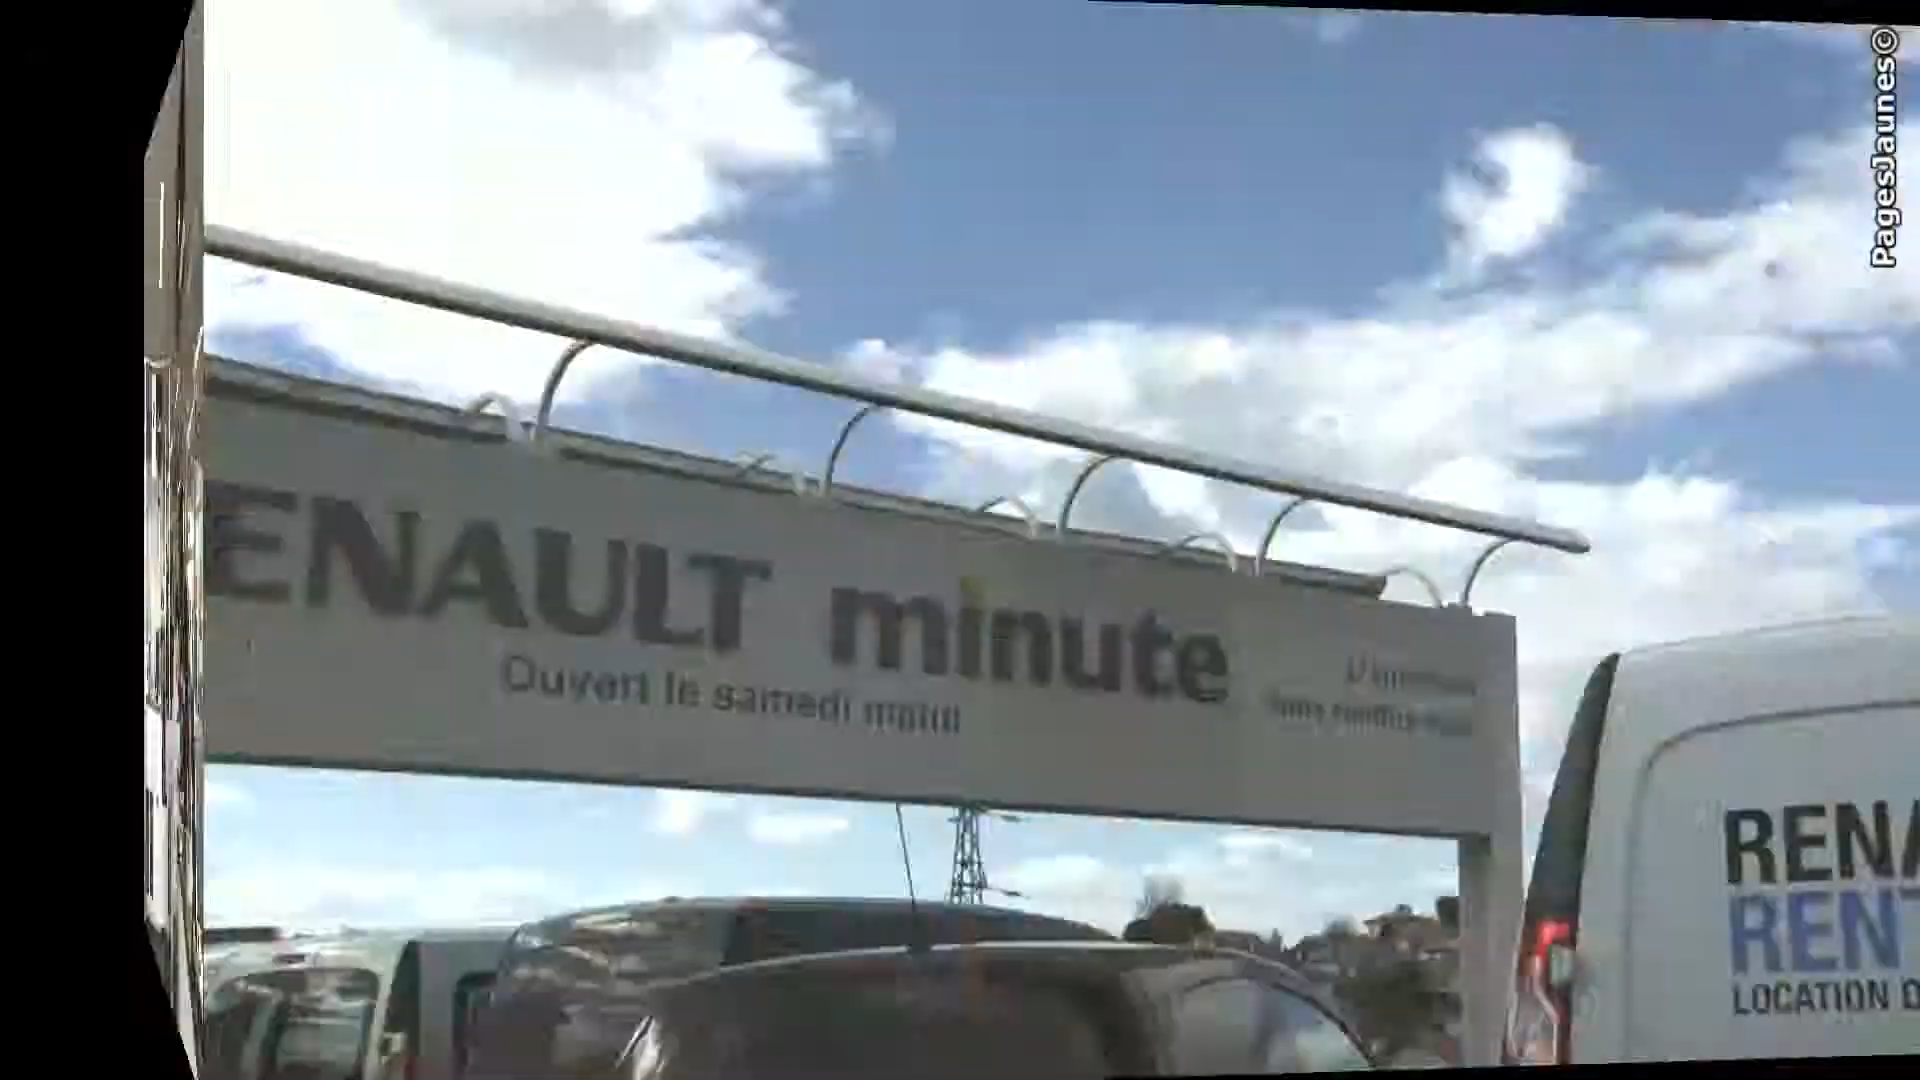 ENAULT minute
Ouvert le samedi matin
RENA
RENT
LOCATION D
PagesJaunes©